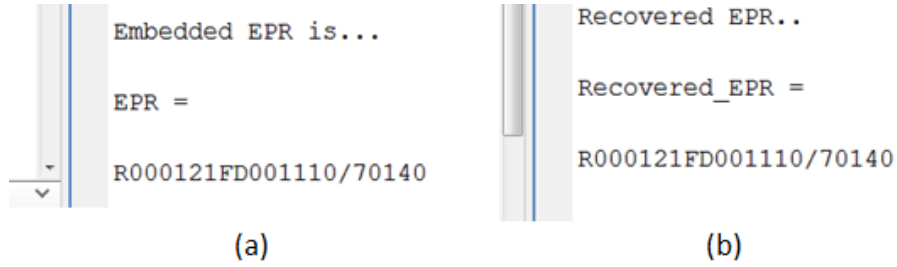 Embedded EPR is...
EPR =
R000121FD001110/70140
(a)
Recovered EPR..
Recovered_EPR =
R000121FD001110/70140
(b)